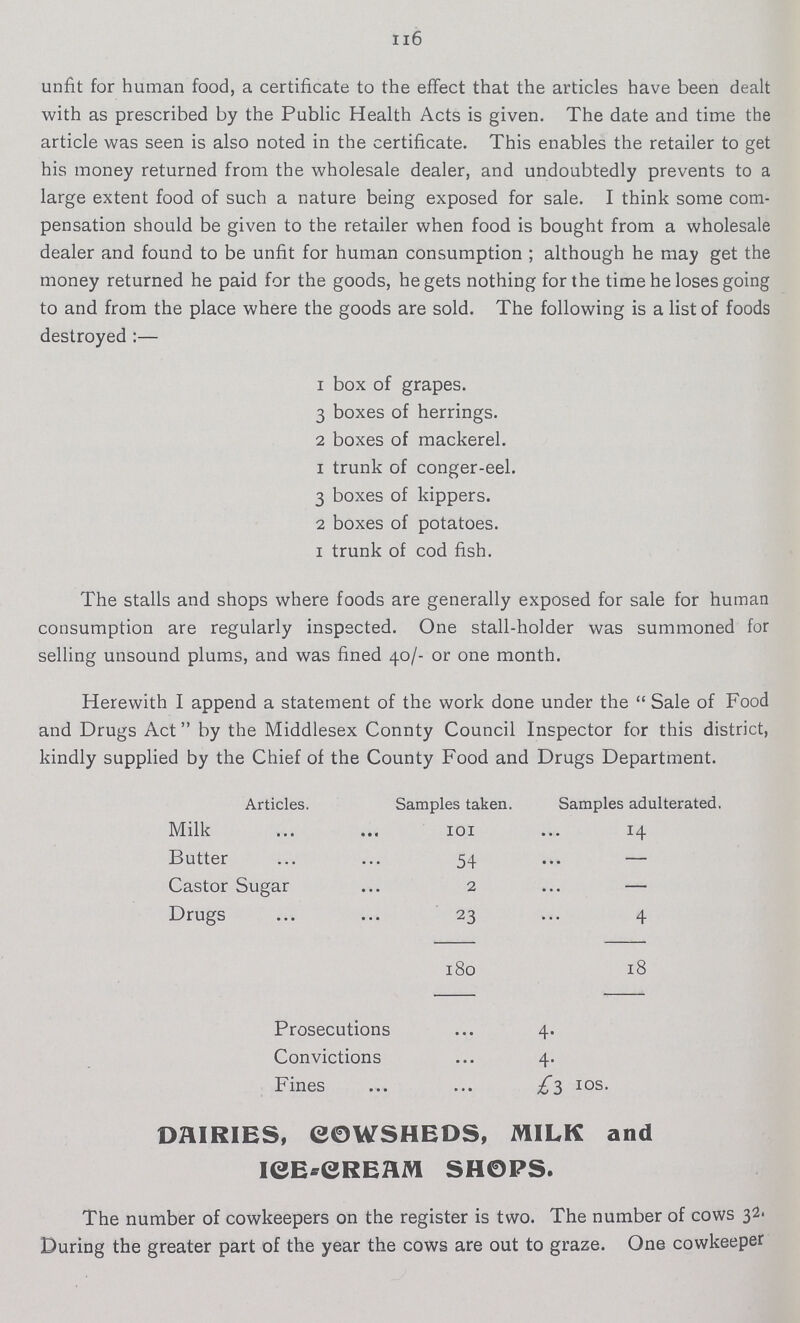 116
unfit for human food, a certificate to the effect that the articles have been dealt
with as prescribed by the Public Health Acts is given. The date and time the
article was seen is also noted in the certificate. This enables the retailer to get
his money returned from the wholesale dealer, and undoubtedly prevents to a
large extent food of such a nature being exposed for sale. I think some com-
pensation should be given to the retailer when food is bought from a wholesale
dealer and found to be unfit for human consumption ; although he may get the
money returned he paid for the goods, he gets nothing for the time he loses going
to and from the place where the goods are sold. The following is a list of foods
destroyed :—
1 box of grapes.
3 boxes of herrings.
2 boxes of mackerel.
1 trunk of conger-eel.
3 boxes of kippers.
2 boxes of potatoes.
1 trunk of cod fish.
The stalls and shops where foods are generally exposed for sale for human
consumption are regularly inspected. One stall-holder was summoned for
selling unsound plums, and was fined 40/- or one month.
Herewith I append a statement of the work done under the “ Sale of Food
and Drugs Act ” by the Middlesex Connty Council Inspector for this district,
kindly supplied by the Chief of the County Food and Drugs Department.
Articles. Samples taken. Samples adulterated.
Milk ... ... 101 ... 14
Butter ... ... 54 ... —
Castor Sugar ... 2 ... —
Drugs ... ... 23 ... 4
180 18
Prosecutions ... 4.
Convictions ... 4.
Fines ... ... £3 10s.
DAIRIES, COWSHEDS, MILK and
ICE-CREAM SHOPS.
The number of cowkeepers on the register is two. The number of cows 32.
During the greater part of the year the cows are out to graze. One cowkeeper